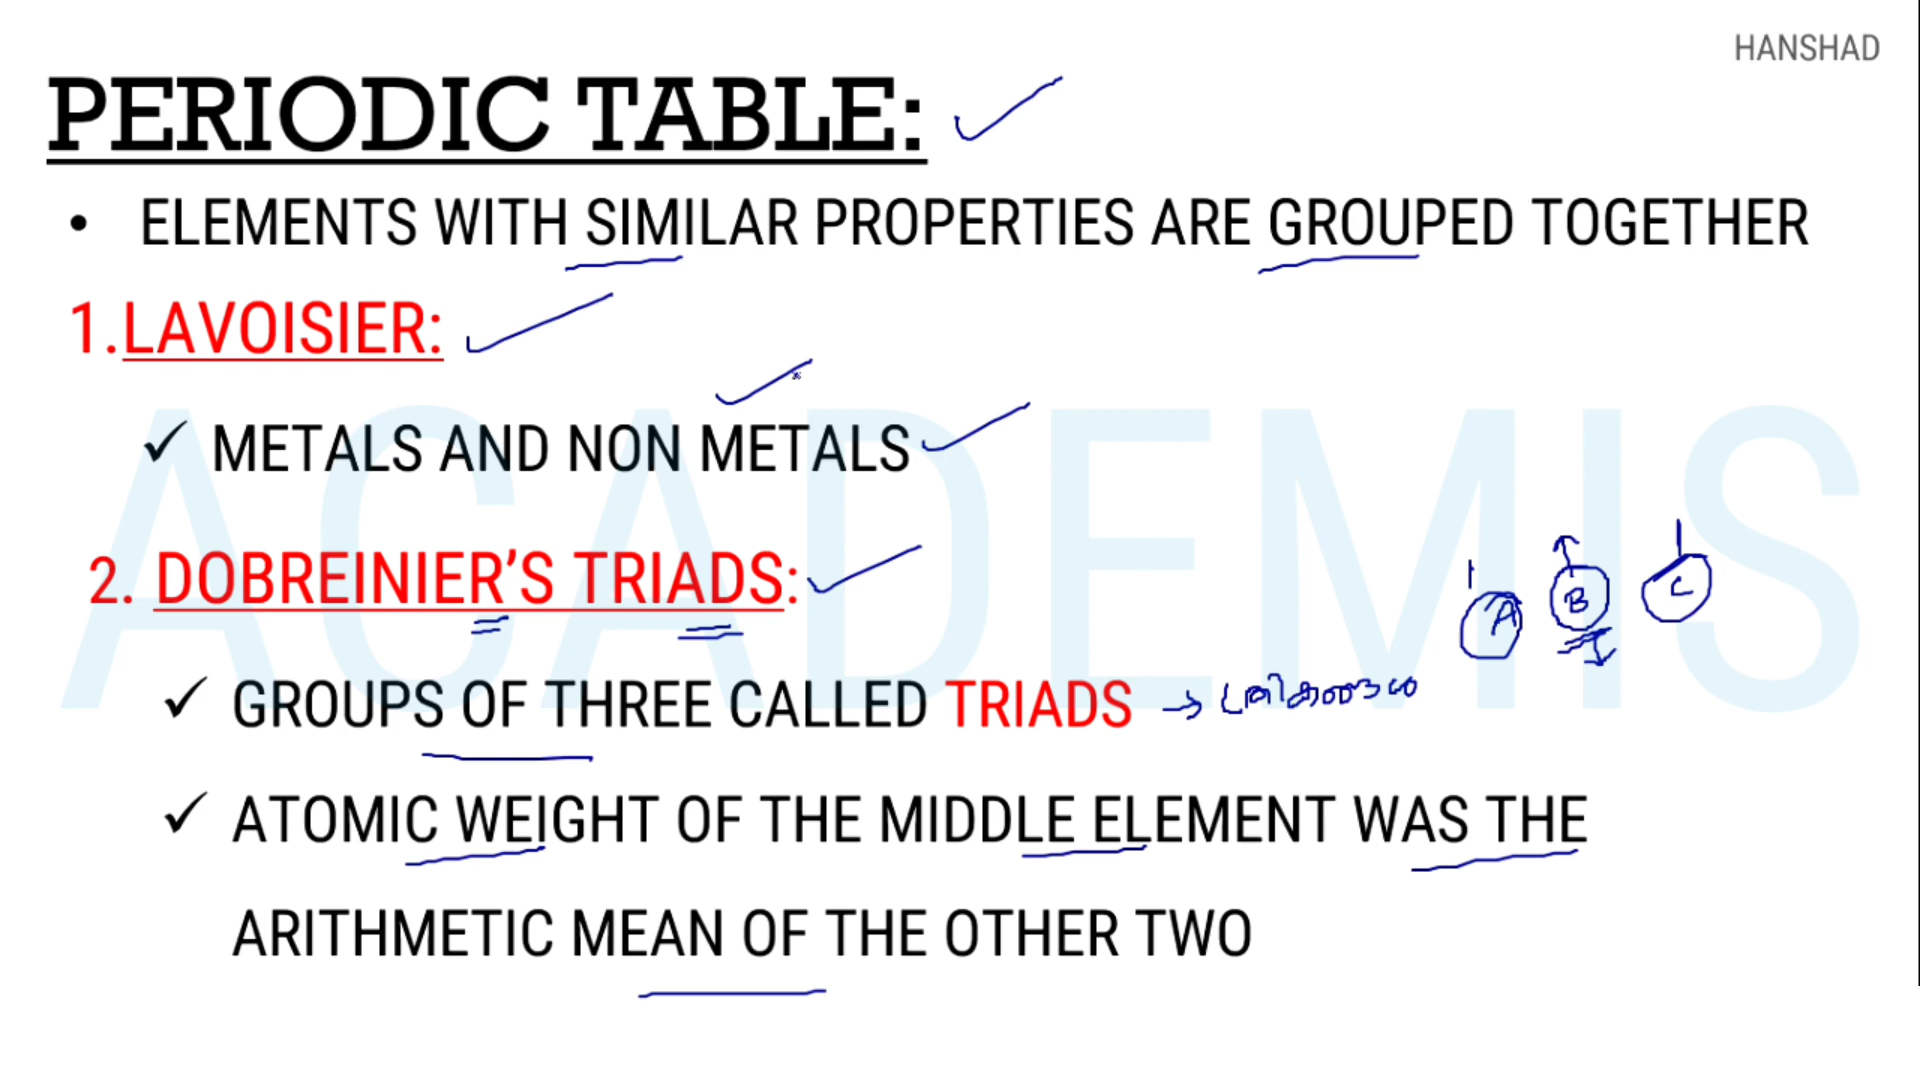 HANSHAD
PERIODIC TABLE:
• ELEMENTS WITH SIMILAR PROPERTIES ARE GROUPED TOGETHER
1.LAVOISIER:
✓ METALS AND NON METALS
2. DOBREINIER’S TRIADS:
A B C
✓ GROUPS OF THREE CALLED TRIADS →
✓ ATOMIC WEIGHT OF THE MIDDLE ELEMENT WAS THE
ARITHMETIC MEAN OF THE OTHER TWO
ACADEMIS